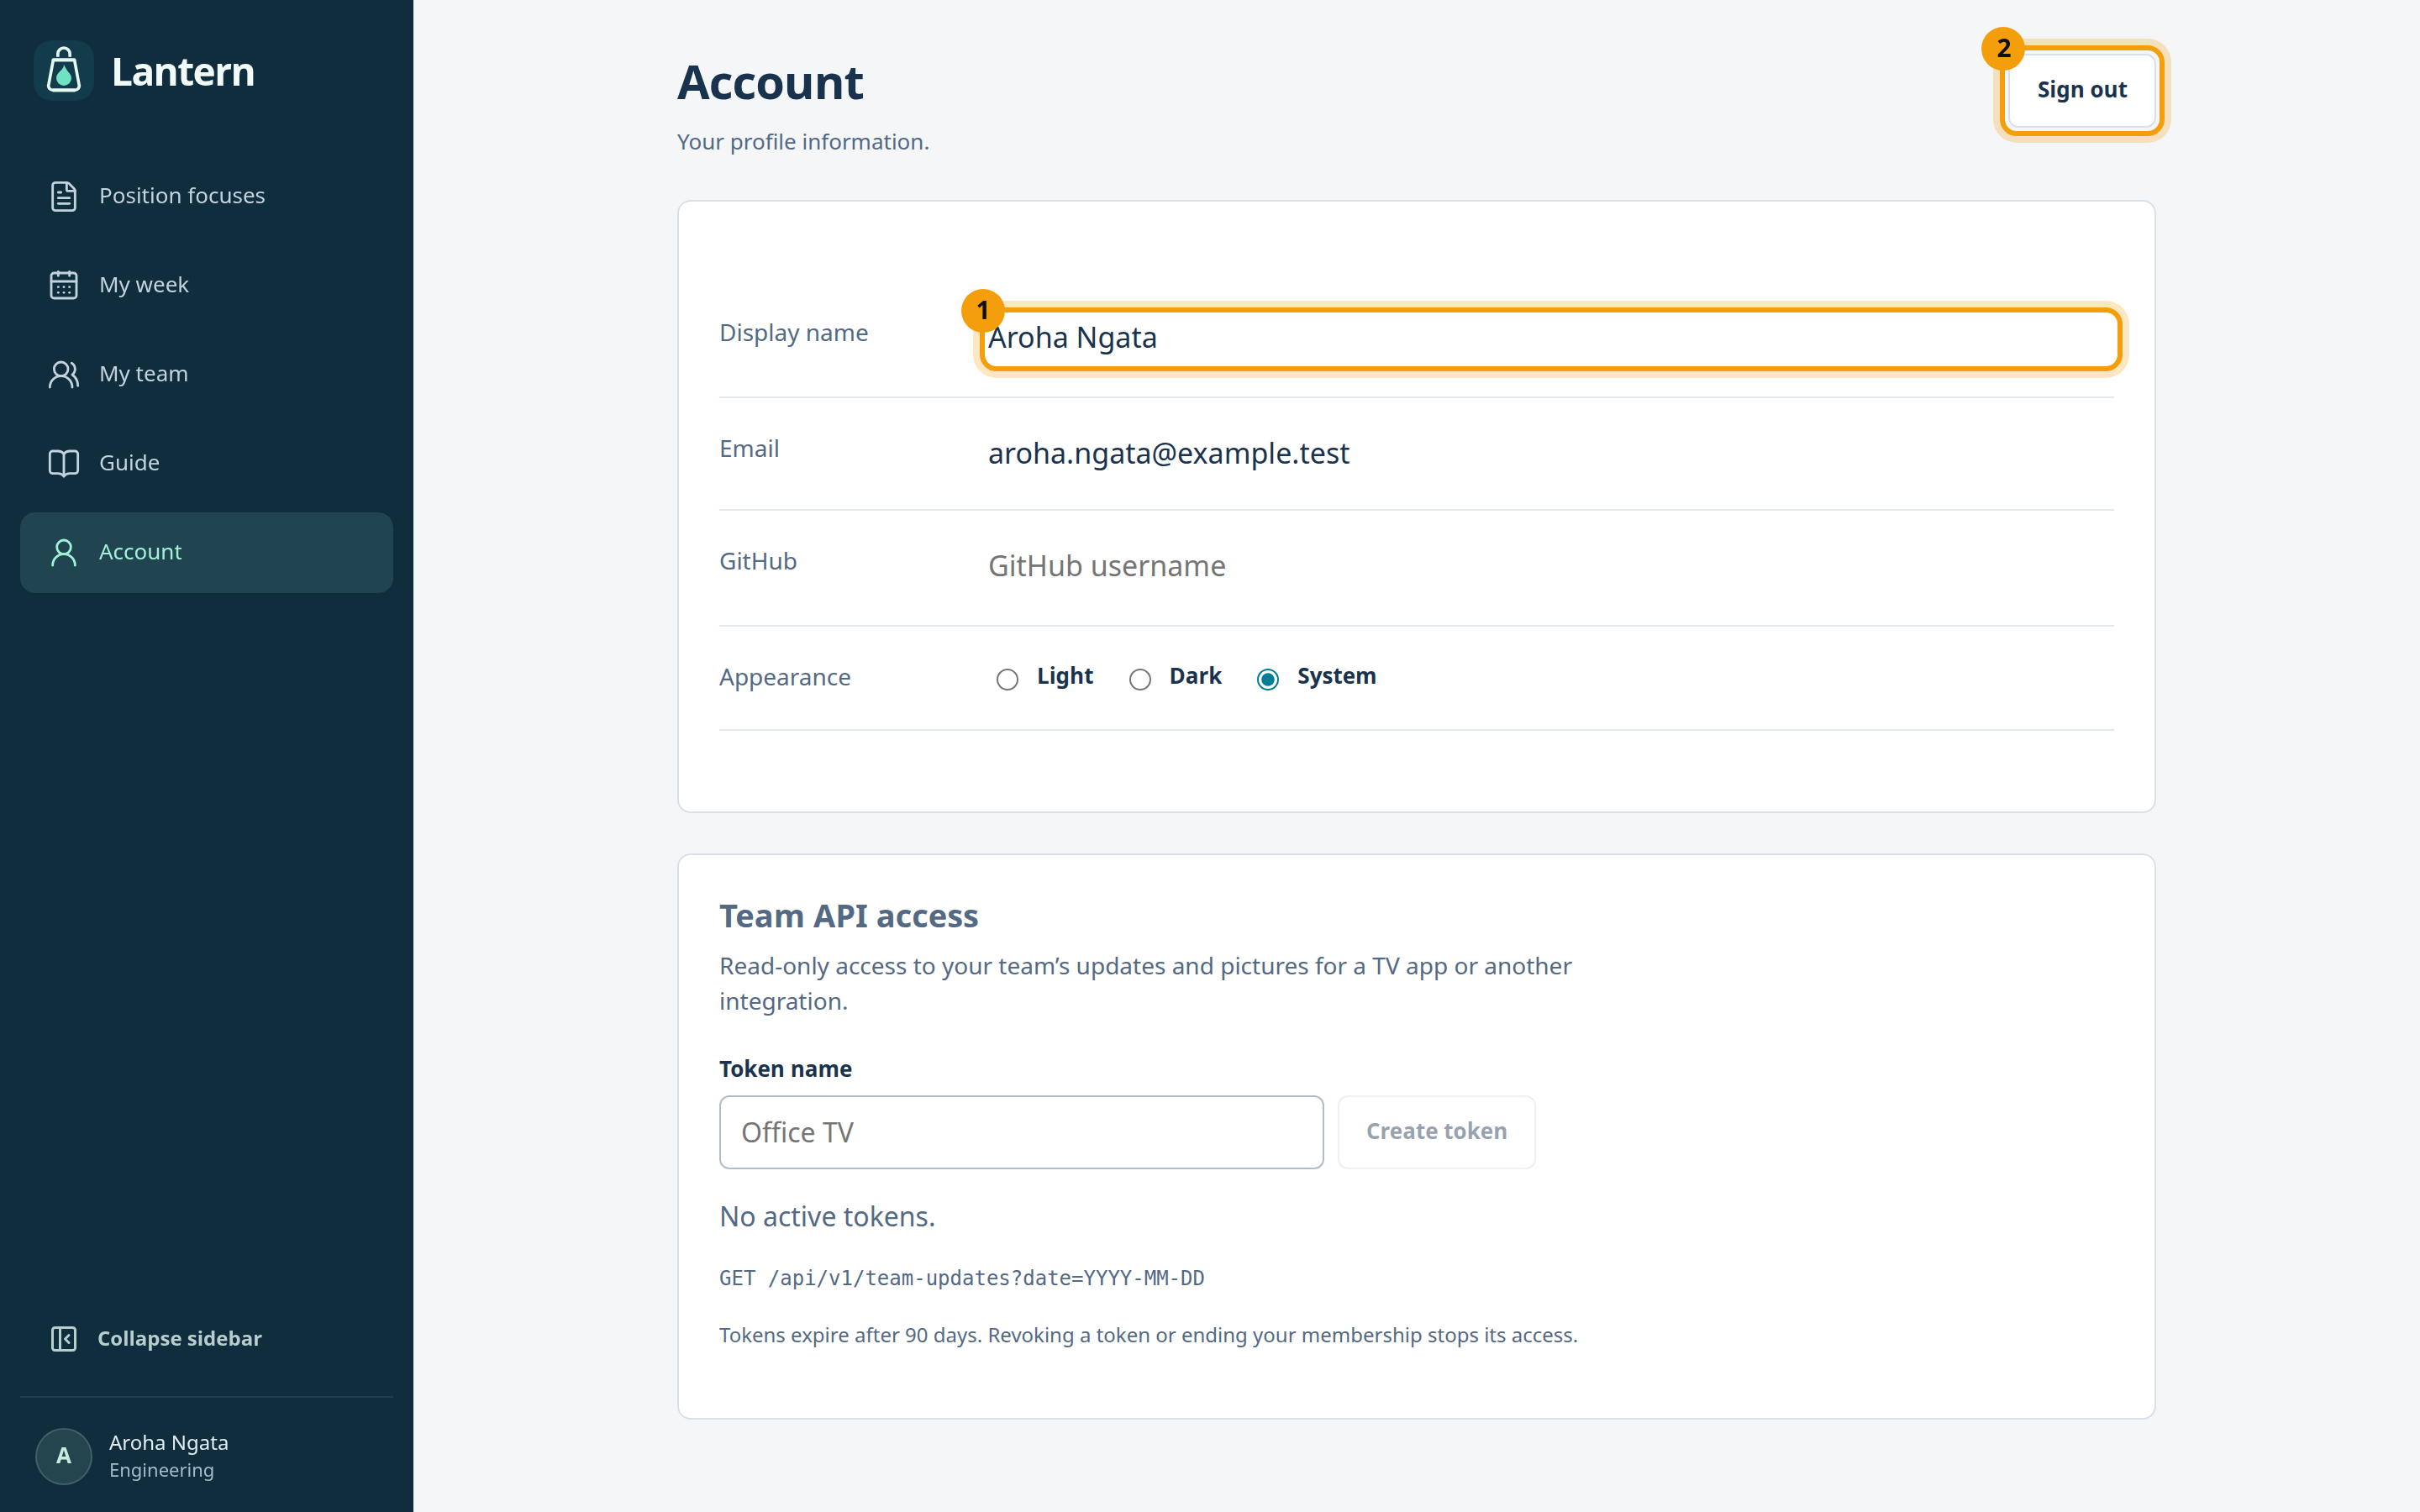 Lantern
Position focuses
My week
My team
Guide
Account
Collapse sidebar
A
Aroha Ngata
Engineering
Account
Your profile information.
2
Sign out
1
Display name
Aroha Ngata
Email
aroha.ngata@example.test
GitHub
GitHub username
Appearance
Light
Dark
System
Team API access
Read-only access to your team’s updates and pictures for a TV app or another
integration.
Token name
Office TV
Create token
No active tokens.
GET /api/v1/team-updates?date=YYYY-MM-DD
Tokens expire after 90 days. Revoking a token or ending your membership stops its access.